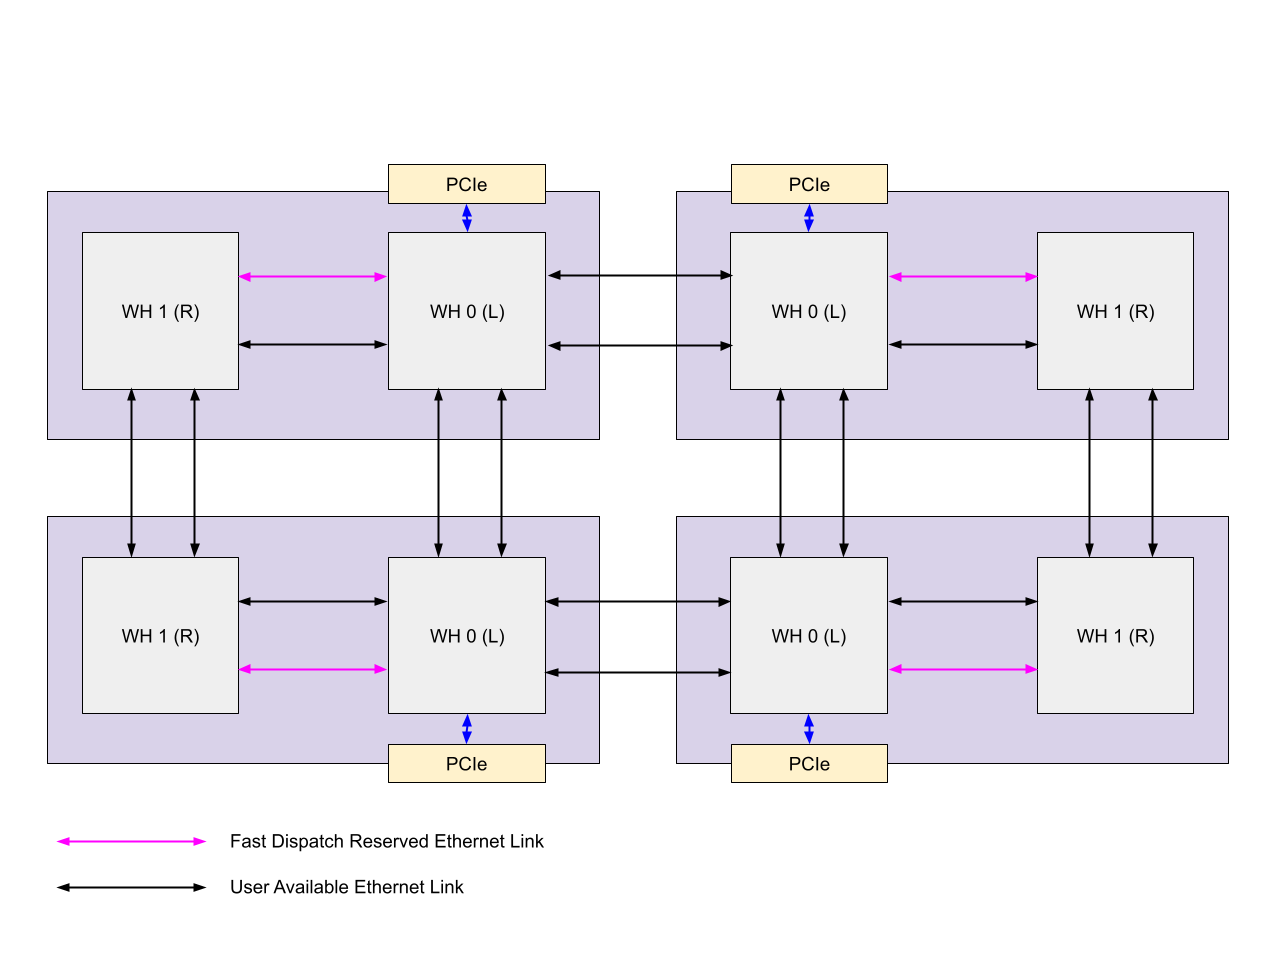 PCIe
PCIe
WH 1 (R)
WH 0 (L)
WH 0 (L)
WH 1 (R)
WH 1 (R)
WH 0 (L)
WH 0 (L)
WH 1 (R)
PCIe
PCIe
Fast Dispatch Reserved Ethernet Link
User Available Ethernet Link